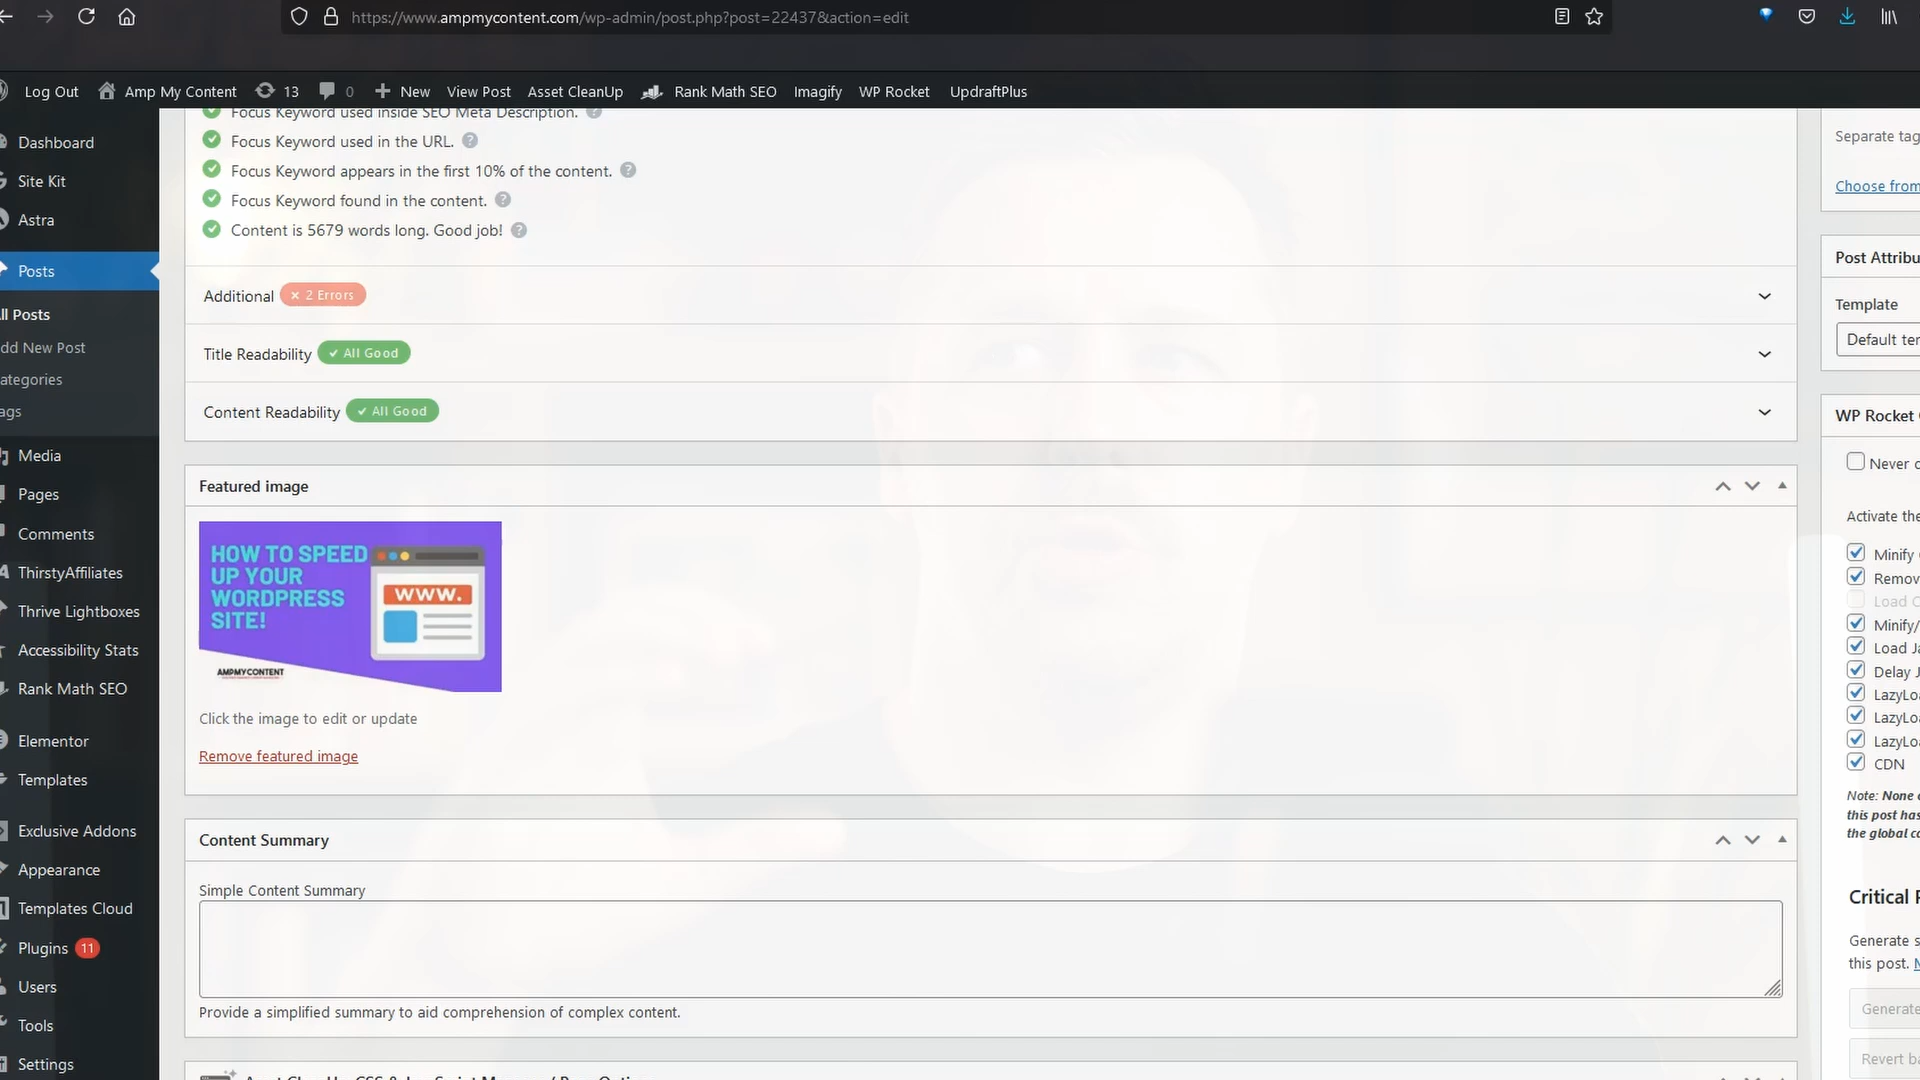 https://www.ampmycontent.com/wp-admin/post.php?post=22437&action=edit
Log Out Amp My Content 13 0 New View Post Asset CleanUp Rank Math SEO Imagify WP Rocket UpdraftPlus
Dashboard
Site Kit
Astra
Posts
ll Posts
dd New Post
ategories
ags
Media
Pages
Comments
ThirstyAffiliates
Thrive Lightboxes
Accessibility Stats
Rank Math SEO
Elementor
Templates
Exclusive Addons
Appearance
Templates Cloud
Plugins 11
Users
Tools
Settings
Focus Keyword used inside SEO Meta Description. ?
Focus Keyword used in the URL. ?
Focus Keyword appears in the first 10% of the content. ?
Focus Keyword found in the content. ?
Content is 5679 words long. Good job! ?
Additional × 2 Errors
Title Readability ✓ All Good
Content Readability ✓ All Good
Featured image
HOW TO SPEED
UP YOUR
WORDPRESS
SITE!
WWW.
AMPMYCONTENT
Click the image to edit or update
Remove featured image
Content Summary
Simple Content Summary
Provide a simplified summary to aid comprehension of complex content.
Separate tag
Choose from
Post Attribu
Template
Default ter
WP Rocket
Never c
Activate the
Minify
Remov
Load C
Minify/
Load Ja
Delay J
LazyLoa
LazyLoa
LazyLoa
CDN
Note: None
this post has
the global ca
Critical
Generate s
this post.
Generate
Revert ba